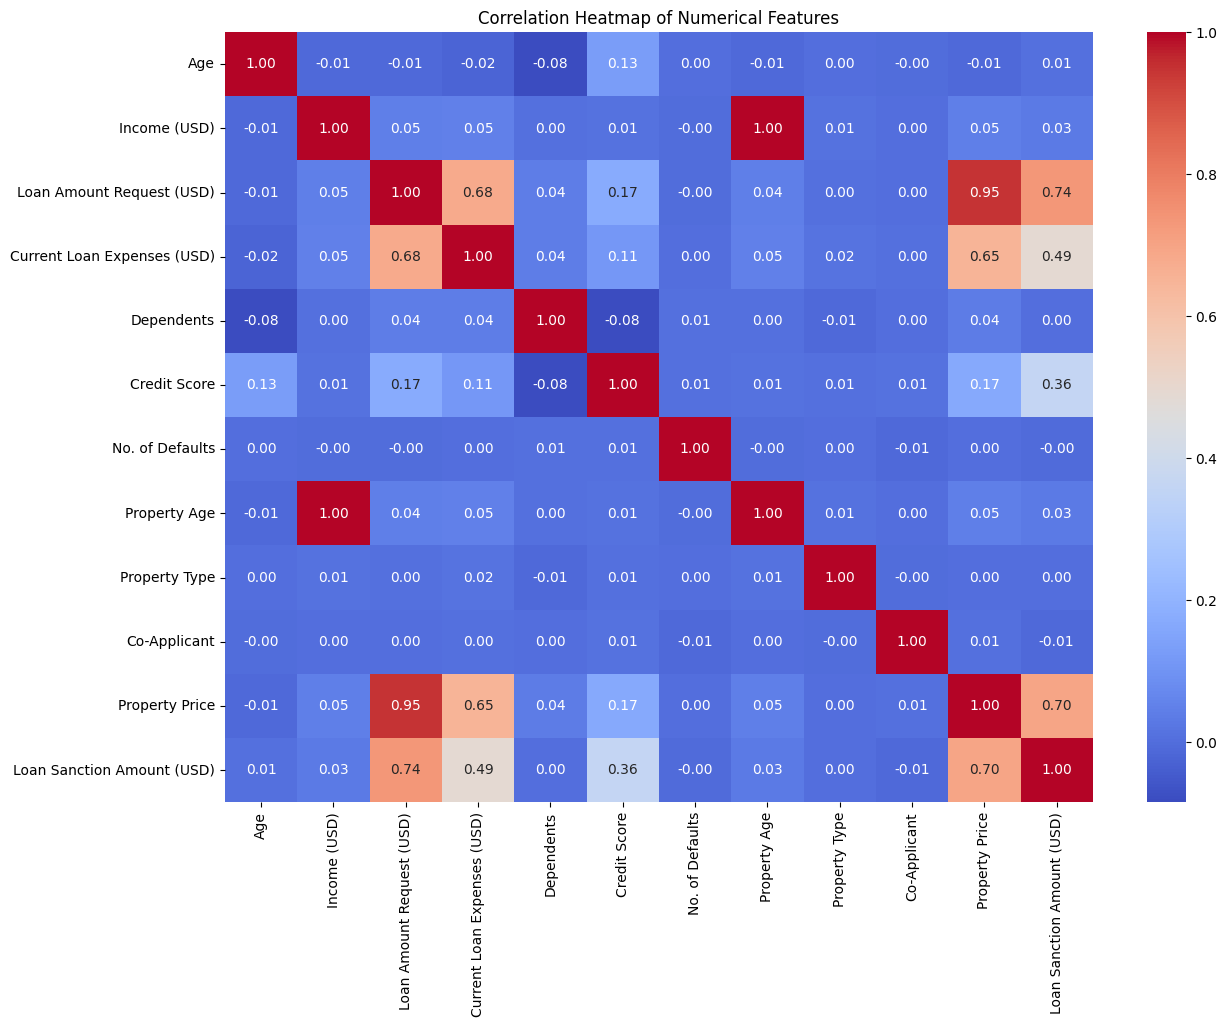 Correlation Heatmap of Numerical Features
Age 1.00 -0.01 -0.01 -0.02 -0.08 0.13 0.00 -0.01 0.00 -0.00 -0.01 0.01
Income (USD) -0.01 1.00 0.05 0.05 0.00 0.01 -0.00 1.00 0.01 0.00 0.05 0.03
Loan Amount Request (USD) -0.01 0.05 1.00 0.68 0.04 0.17 -0.00 0.04 0.00 0.00 0.95 0.74
Current Loan Expenses (USD) -0.02 0.05 0.68 1.00 0.04 0.11 0.00 0.05 0.02 0.00 0.65 0.49
Dependents -0.08 0.00 0.04 0.04 1.00 -0.08 0.01 0.00 -0.01 0.00 0.04 0.00
Credit Score 0.13 0.01 0.17 0.11 -0.08 1.00 0.01 0.01 0.01 0.01 0.17 0.36
No. of Defaults 0.00 -0.00 -0.00 0.00 0.01 0.01 1.00 -0.00 0.00 -0.01 0.00 -0.00
Property Age -0.01 1.00 0.04 0.05 0.00 0.01 -0.00 1.00 0.01 0.00 0.05 0.03
Property Type 0.00 0.01 0.00 0.02 -0.01 0.01 0.00 0.01 1.00 -0.00 0.00 0.00
Co-Applicant -0.00 0.00 0.00 0.00 0.00 0.01 -0.01 0.00 -0.00 1.00 0.01 -0.01
Property Price -0.01 0.05 0.95 0.65 0.04 0.17 0.00 0.05 0.00 0.01 1.00 0.70
Loan Sanction Amount (USD) 0.01 0.03 0.74 0.49 0.00 0.36 -0.00 0.03 0.00 -0.01 0.70 1.00
Age
Income (USD)
Loan Amount Request (USD)
Current Loan Expenses (USD)
Dependents
Credit Score
No. of Defaults
Property Age
Property Type
Co-Applicant
Property Price
Loan Sanction Amount (USD)
1.0
0.8
0.6
0.4
0.2
0.0